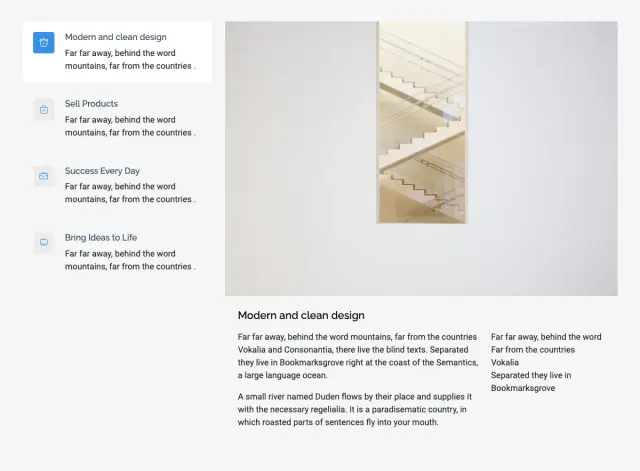 Modern and clean design
Far far away, behind the word
mountains, far from the countries .
Sell Products
Far far away, behind the word
mountains, far from the countries .
Success Every Day
Far far away, behind the word
mountains, far from the countries .
Bring Ideas to Life
Far far away, behind the word
mountains, far from the countries .
Modern and clean design
Far far away, behind the word mountains, far from the countries
Vokalia and Consonantia, there live the blind texts. Separated
they live in Bookmarksgrove right at the coast of the Semantics,
a large language ocean.
A small river named Duden flows by their place and supplies it
with the necessary regelialia. It is a paradisematic country, in
which roasted parts of sentences fly into your mouth.
Far far away, behind the word
Far from the countries
Vokalia
Separated they live in
Bookmarksgrove